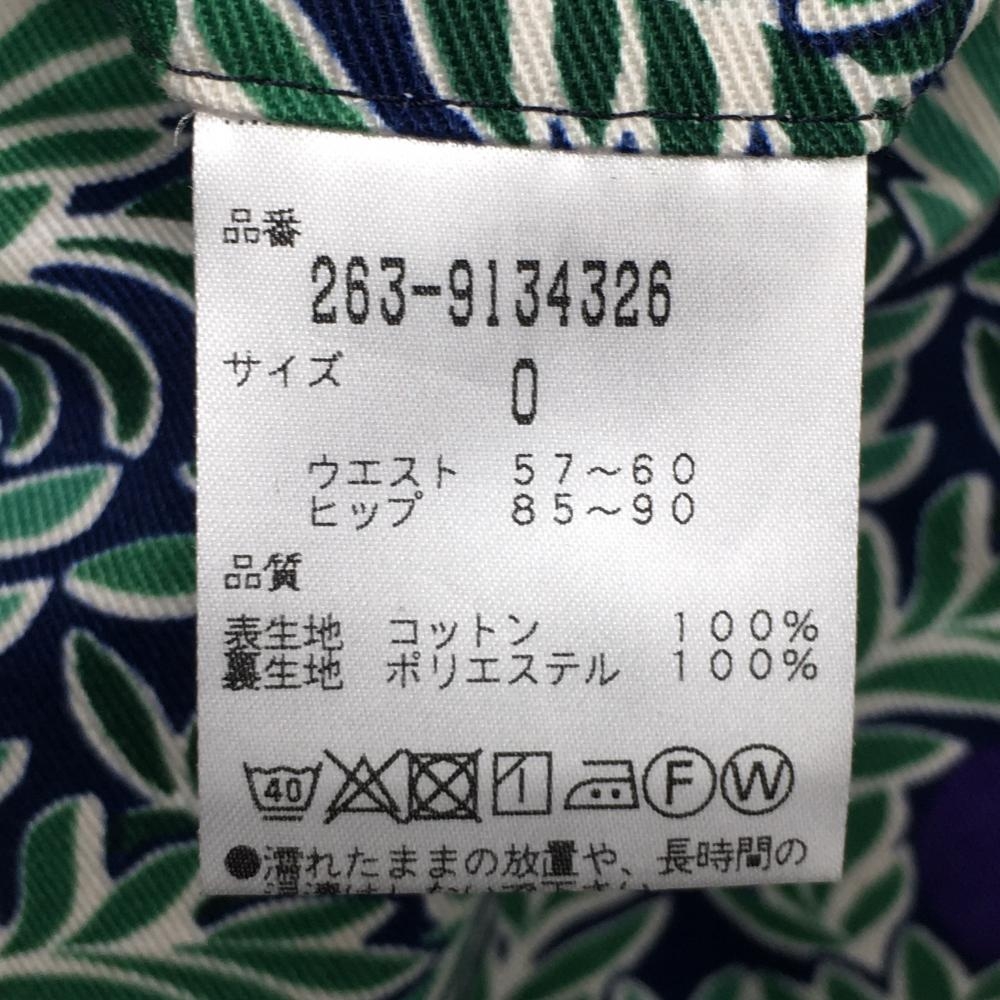 品番
263-9134326
サイズ 0
ウエスト 57～60
ヒップ 85～90
品質
表生地 コットン 100%
裏生地 ポリエステル 100%
40 F W
●濡れたままの放置や、長時間の